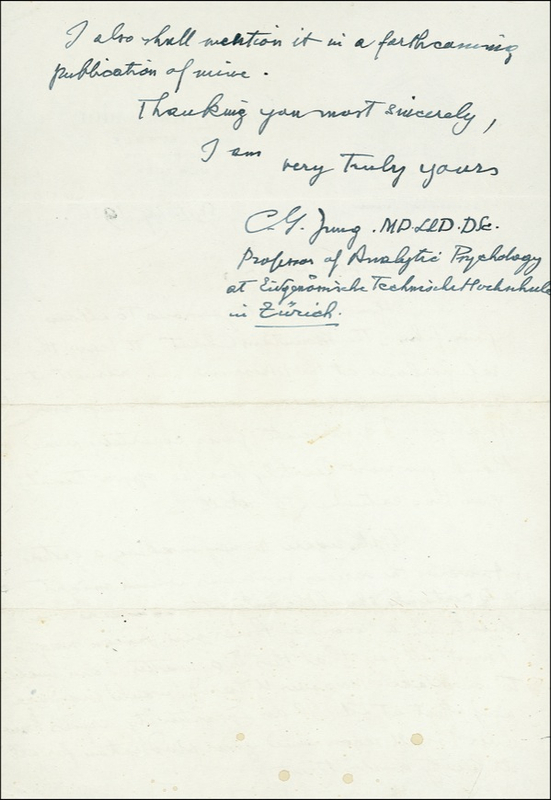 I also shall mention it in a forthcoming
publication of mine.
Thanking you most sincerely,
I am
very truly yours
C.G. Jung. MD.LLD.DSc.
Professor of Analytic Psychology
at Eidgenössische Technische Hochschule
in Zürich.